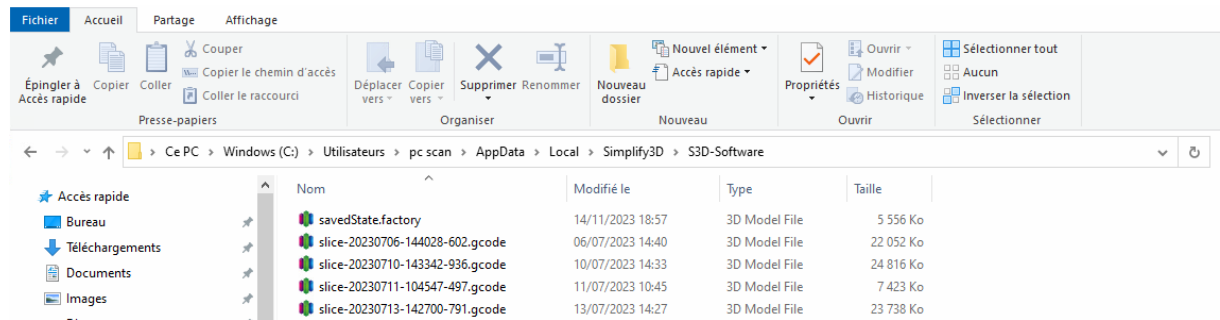 Fichier Accueil Partage Affichage
Épingler à Accès rapide
Copier
Coller
Couper
Copier le chemin d'accès
Coller le raccourci
Presse-papiers
Déplacer vers
Copier vers
Supprimer
Renommer
Organiser
Nouveau dossier
Nouvel élément
Accès rapide
Nouveau
Propriétés
Ouvrir
Modifier
Historique
Ouvrir
Sélectionner tout
Aucun
Inverser la sélection
Sélectionner
Ce PC > Windows (C:) > Utilisateurs > pc scan > AppData > Local > Simplify3D > S3D-Software
Accès rapide
Bureau
Téléchargements
Documents
Images
Nom Modifié le Type Taille
savedState.factory 14/11/2023 18:57 3D Model File 5 556 Ko
slice-20230706-144028-602.gcode 06/07/2023 14:40 3D Model File 22 052 Ko
slice-20230710-143342-936.gcode 10/07/2023 14:33 3D Model File 24 816 Ko
slice-20230711-104547-497.gcode 11/07/2023 10:45 3D Model File 7 423 Ko
slice-20230713-142700-791.gcode 13/07/2023 14:27 3D Model File 23 738 Ko